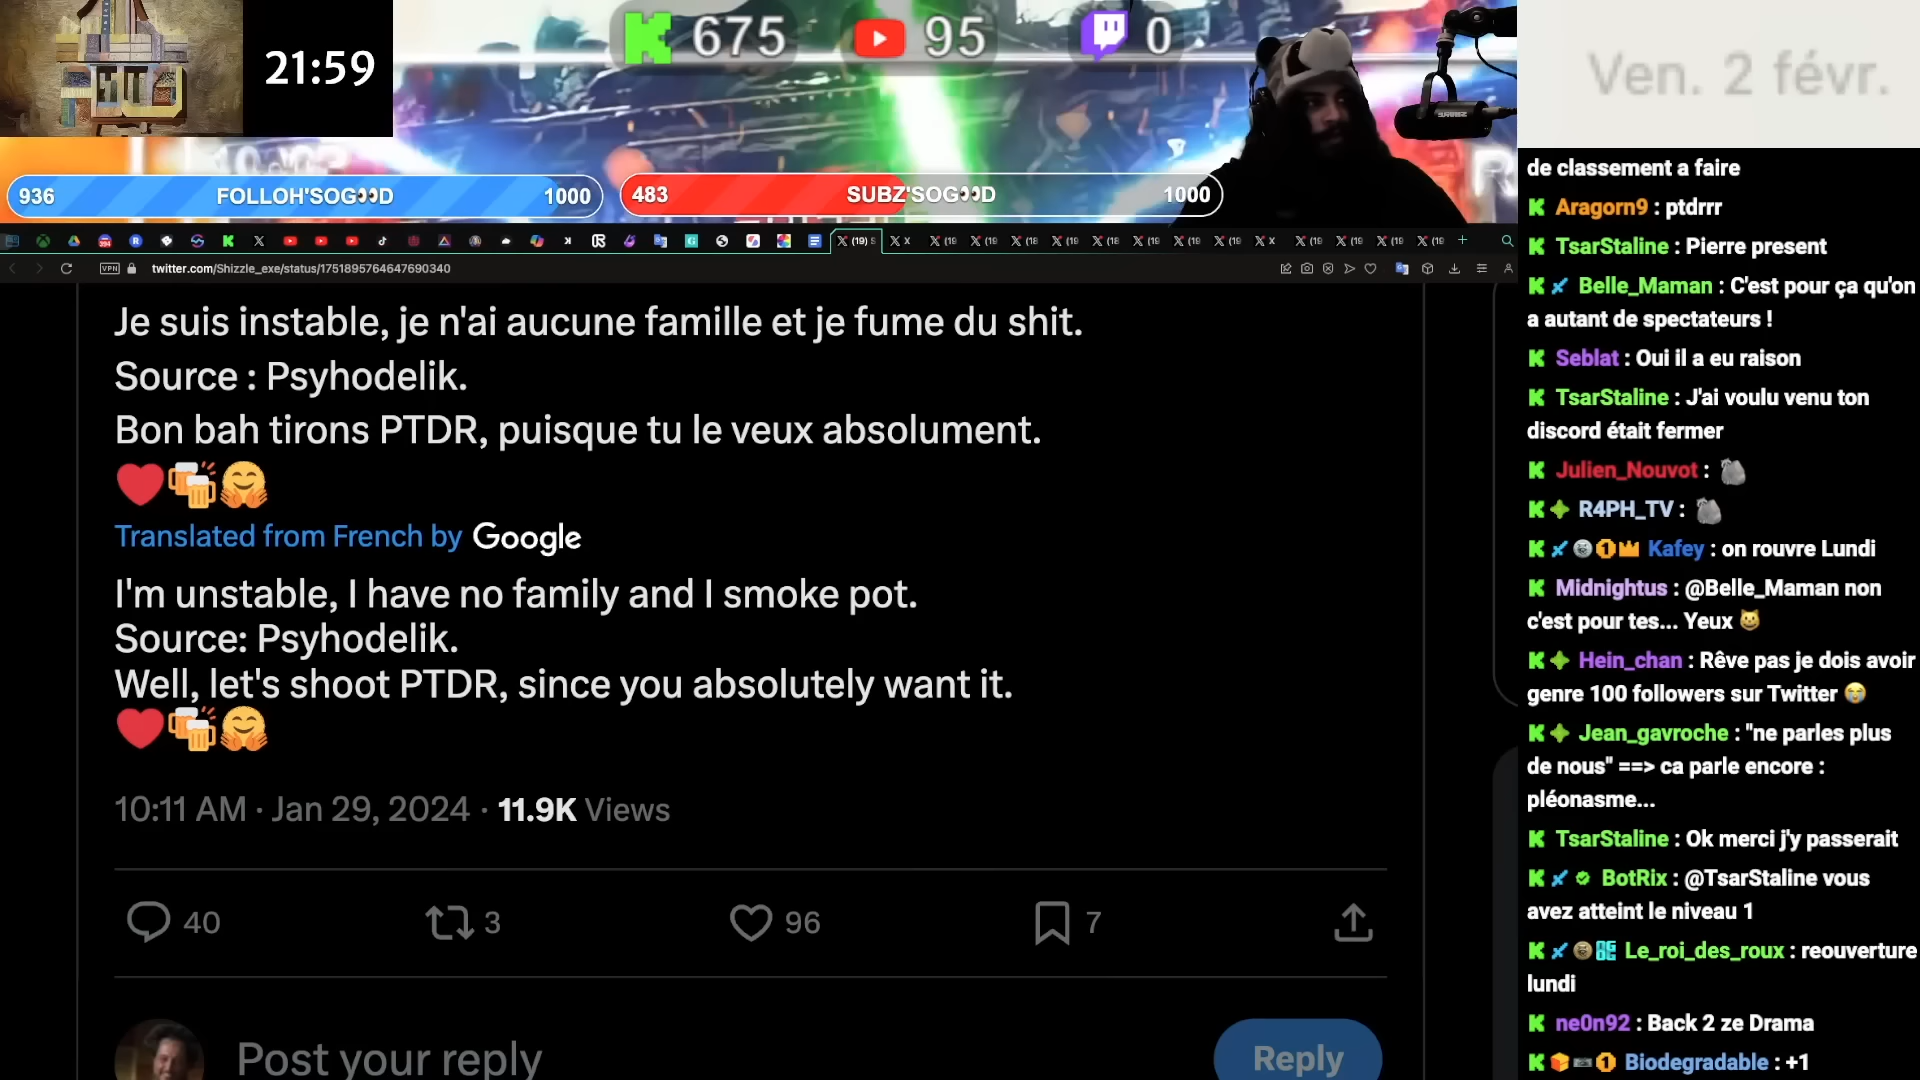 21:59
675
95
0
936
FOLLOH'SOG👀D
1000
483
SUBZ'SOG👀D
1000
Ven. 2 févr.
VPN
twitter.com/Shizzle_exe/status/1751895764647690340
Je suis instable, je n'ai aucune famille et je fume du shit.
Source : Psyhodelik.
Bon bah tirons PTDR, puisque tu le veux absolument.
❤️🍻🤗
Translated from French by Google
I'm unstable, I have no family and I smoke pot.
Source: Psyhodelik.
Well, let's shoot PTDR, since you absolutely want it.
❤️🍻🤗
10:11 AM · Jan 29, 2024 · 11.9K Views
40
3
96
7
Post your reply
Reply
de classement a faire
Aragorn9 : ptdrrr
TsarStaline : Pierre present
Belle_Maman : C'est pour ça qu'on
a autant de spectateurs !
Seblat : Oui il a eu raison
TsarStaline : J'ai voulu venu ton
discord était fermer
Julien_Nouvot :
R4PH_TV :
Kafey : on rouvre Lundi
Midnightus : @Belle_Maman non
c'est pour tes... Yeux 😺
Hein_chan : Rêve pas je dois avoir
genre 100 followers sur Twitter 😭
Jean_gavroche : "ne parles plus
de nous" ==> ca parle encore :
pléonasme...
TsarStaline : Ok merci j'y passerait
BotRix : @TsarStaline vous
avez atteint le niveau 1
Le_roi_des_roux : reouverture
lundi
ne0n92 : Back 2 ze Drama
Biodegradable : +1